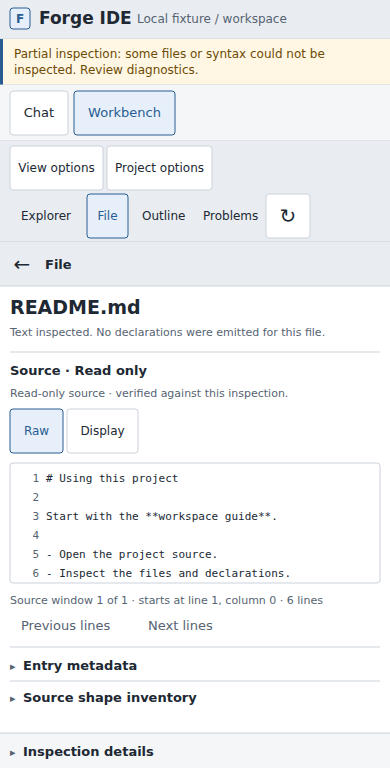 F Forge IDE Local fixture / workspace
Partial inspection: some files or syntax could not be
inspected. Review diagnostics.
Chat Workbench
View options Project options
Explorer File Outline Problems ↻
← File
README.md
Text inspected. No declarations were emitted for this file.
Source · Read only
Read-only source · verified against this inspection.
Raw Display
1 # Using this project
2
3 Start with the **workspace guide**.
4
5 - Open the project source.
6 - Inspect the files and declarations.
Source window 1 of 1 · starts at line 1, column 0 · 6 lines
Previous lines Next lines
▸ Entry metadata
▸ Source shape inventory
▸ Inspection details